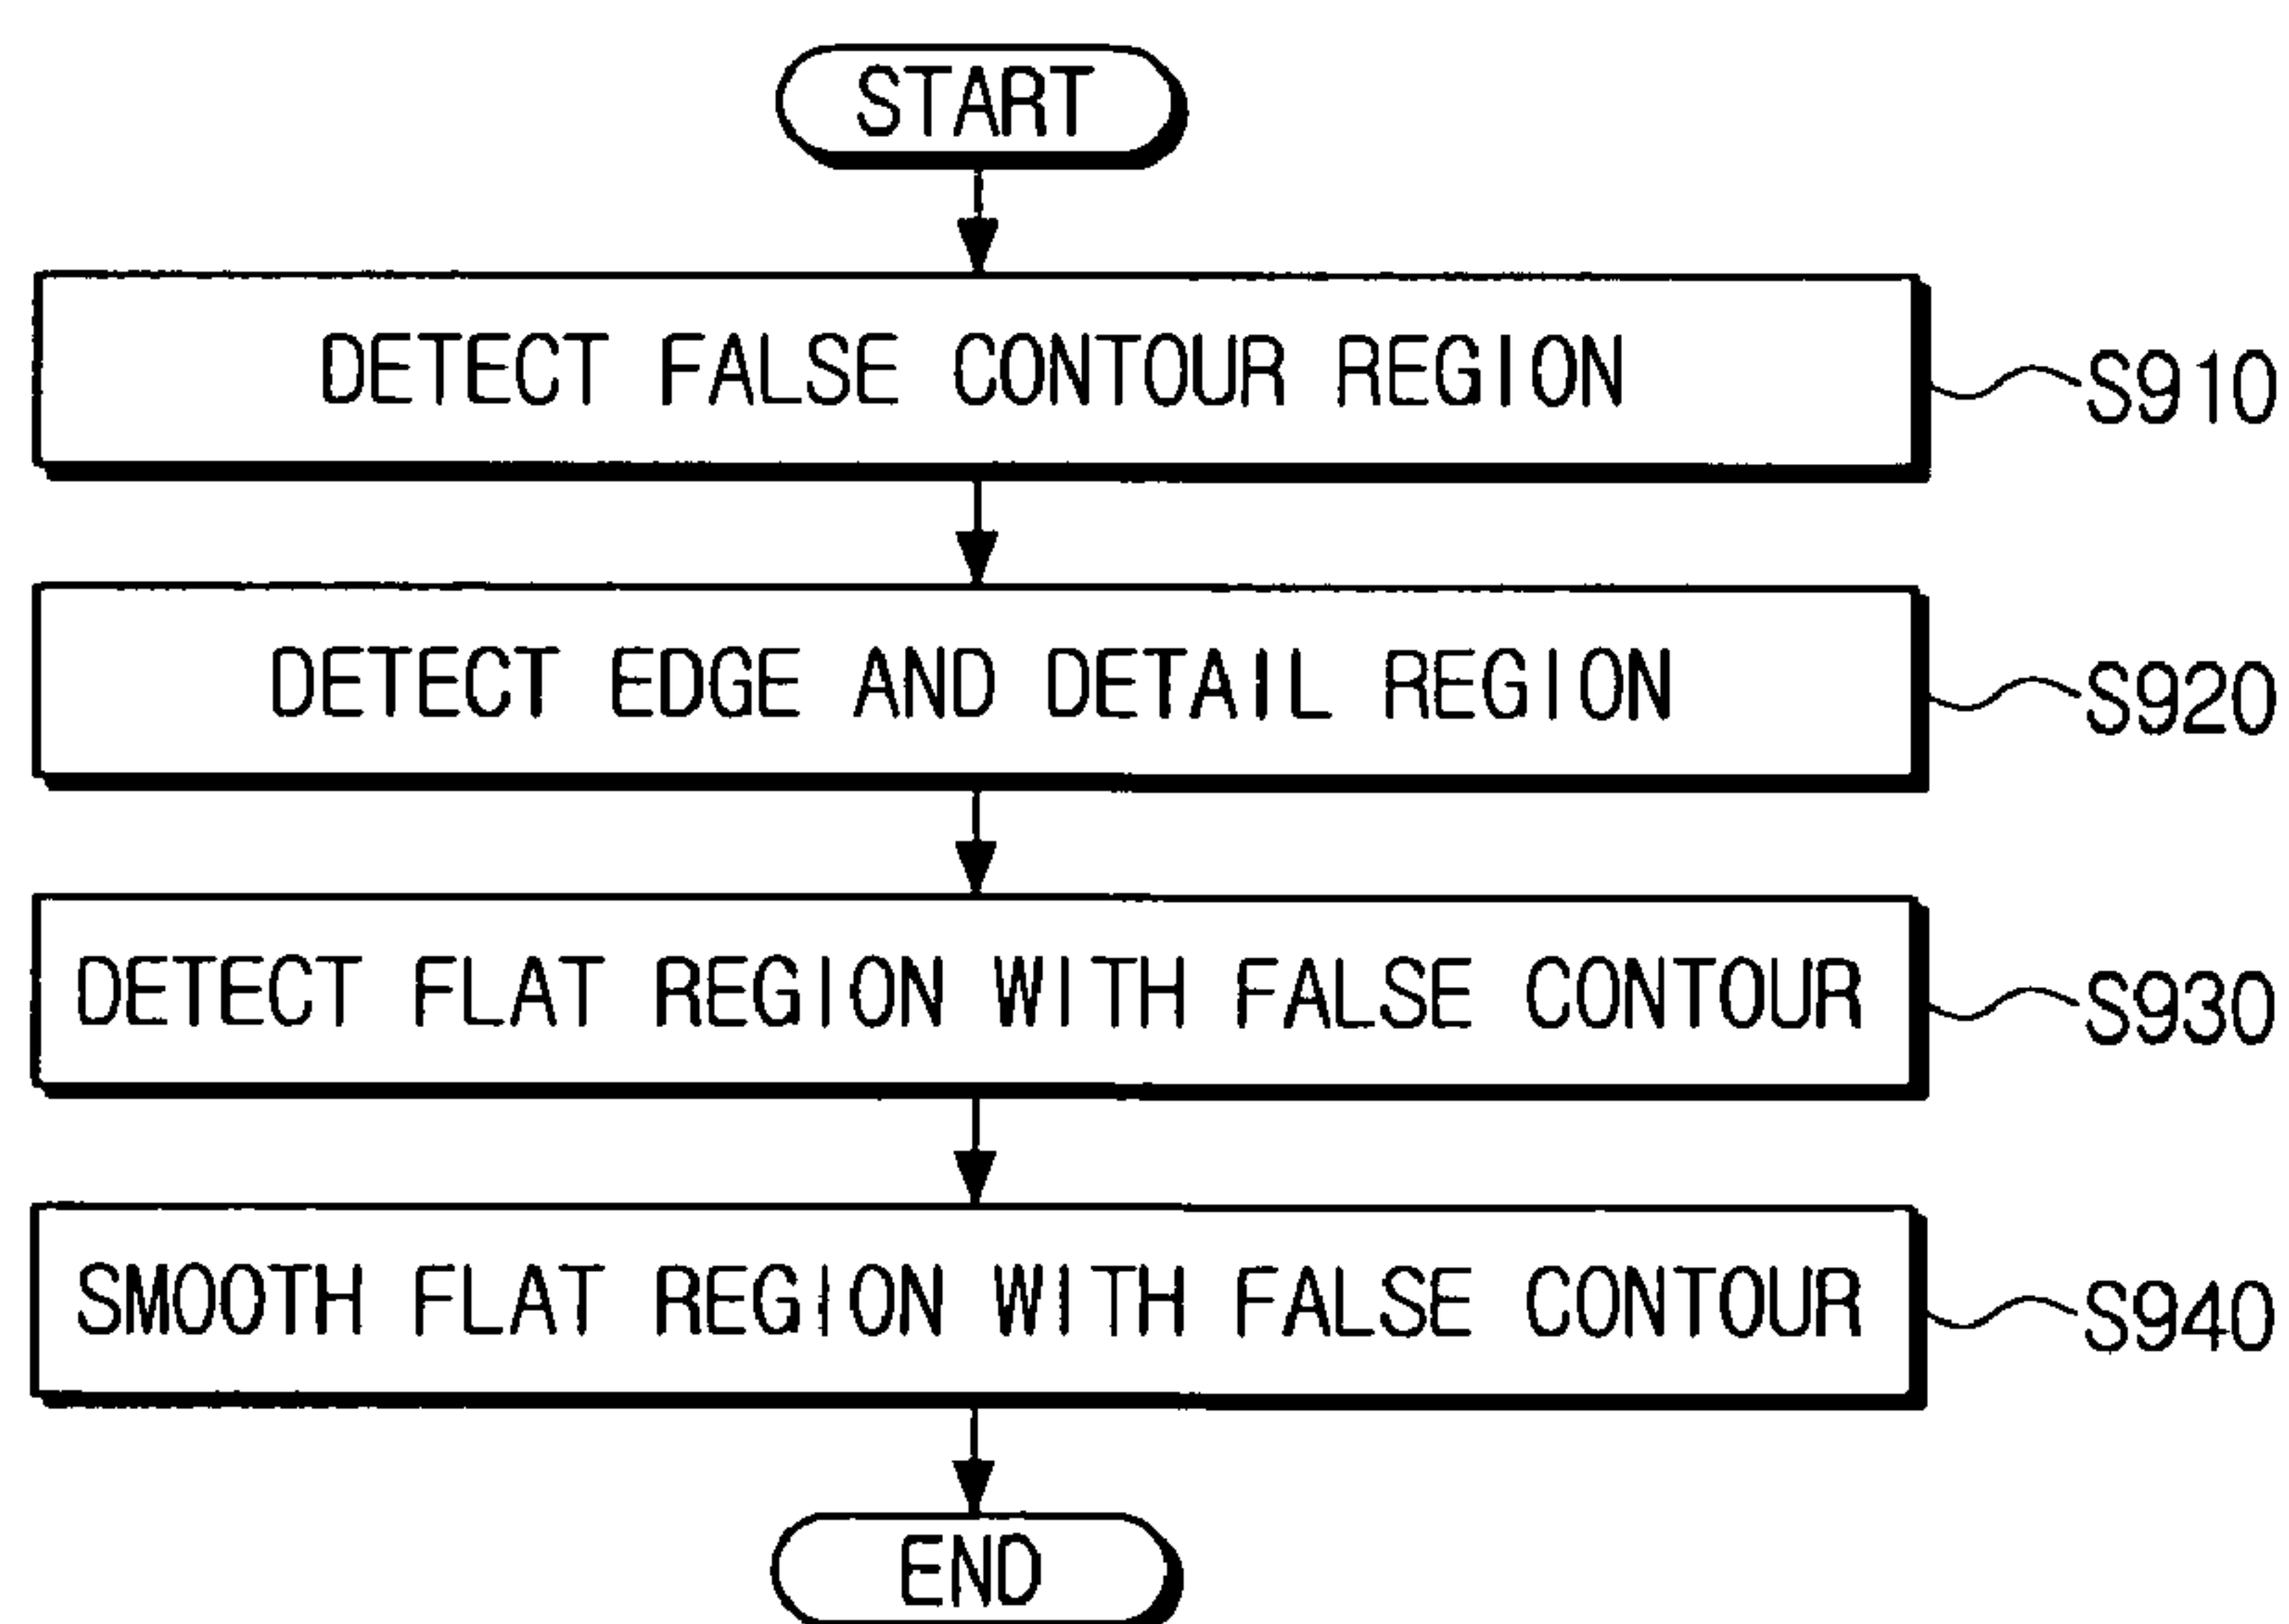 START
DETECT FALSE CONTOUR REGION
S910
DETECT EDGE AND DETAIL REGION
S920
DETECT FLAT REGION WITH FALSE CONTOUR
S930
SMOOTH FLAT REGION WITH FALSE CONTOUR
S940
END